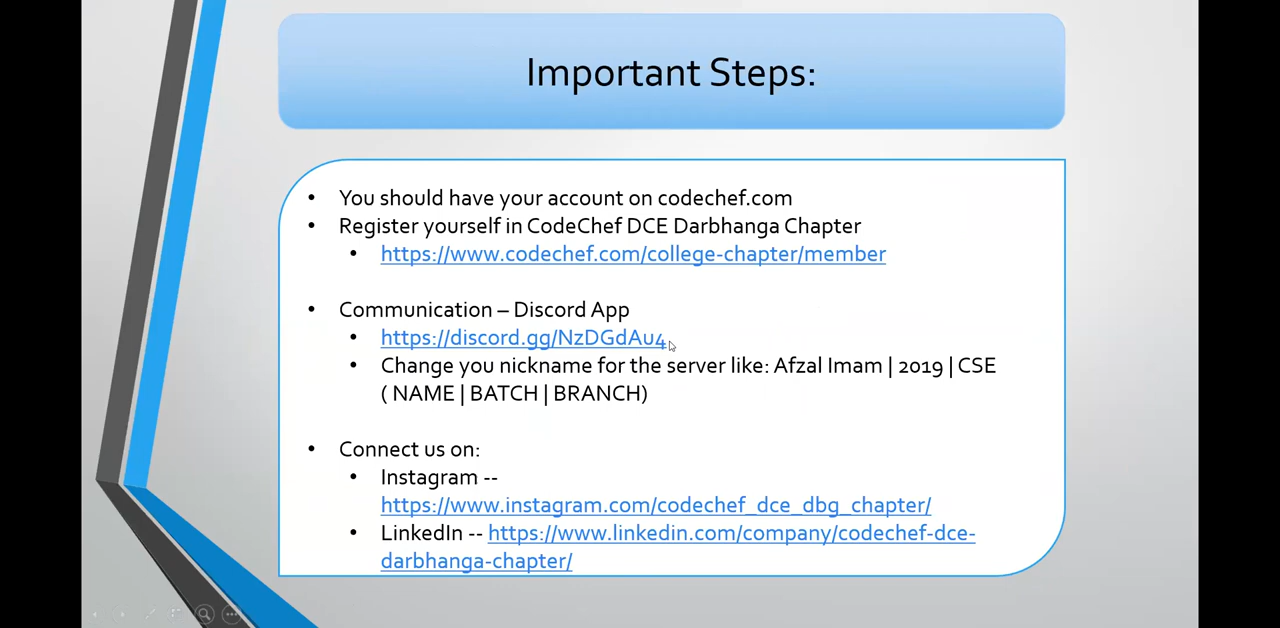 Important Steps:
• You should have your account on codechef.com
• Register yourself in CodeChef DCE Darbhanga Chapter
• https://www.codechef.com/college-chapter/member
• Communication – Discord App
• https://discord.gg/NzDGdAu4
• Change you nickname for the server like: Afzal Imam | 2019 | CSE
( NAME | BATCH | BRANCH)
• Connect us on:
• Instagram --
https://www.instagram.com/codechef_dce_dbg_chapter/
• LinkedIn -- https://www.linkedin.com/company/codechef-dce-
darbhanga-chapter/